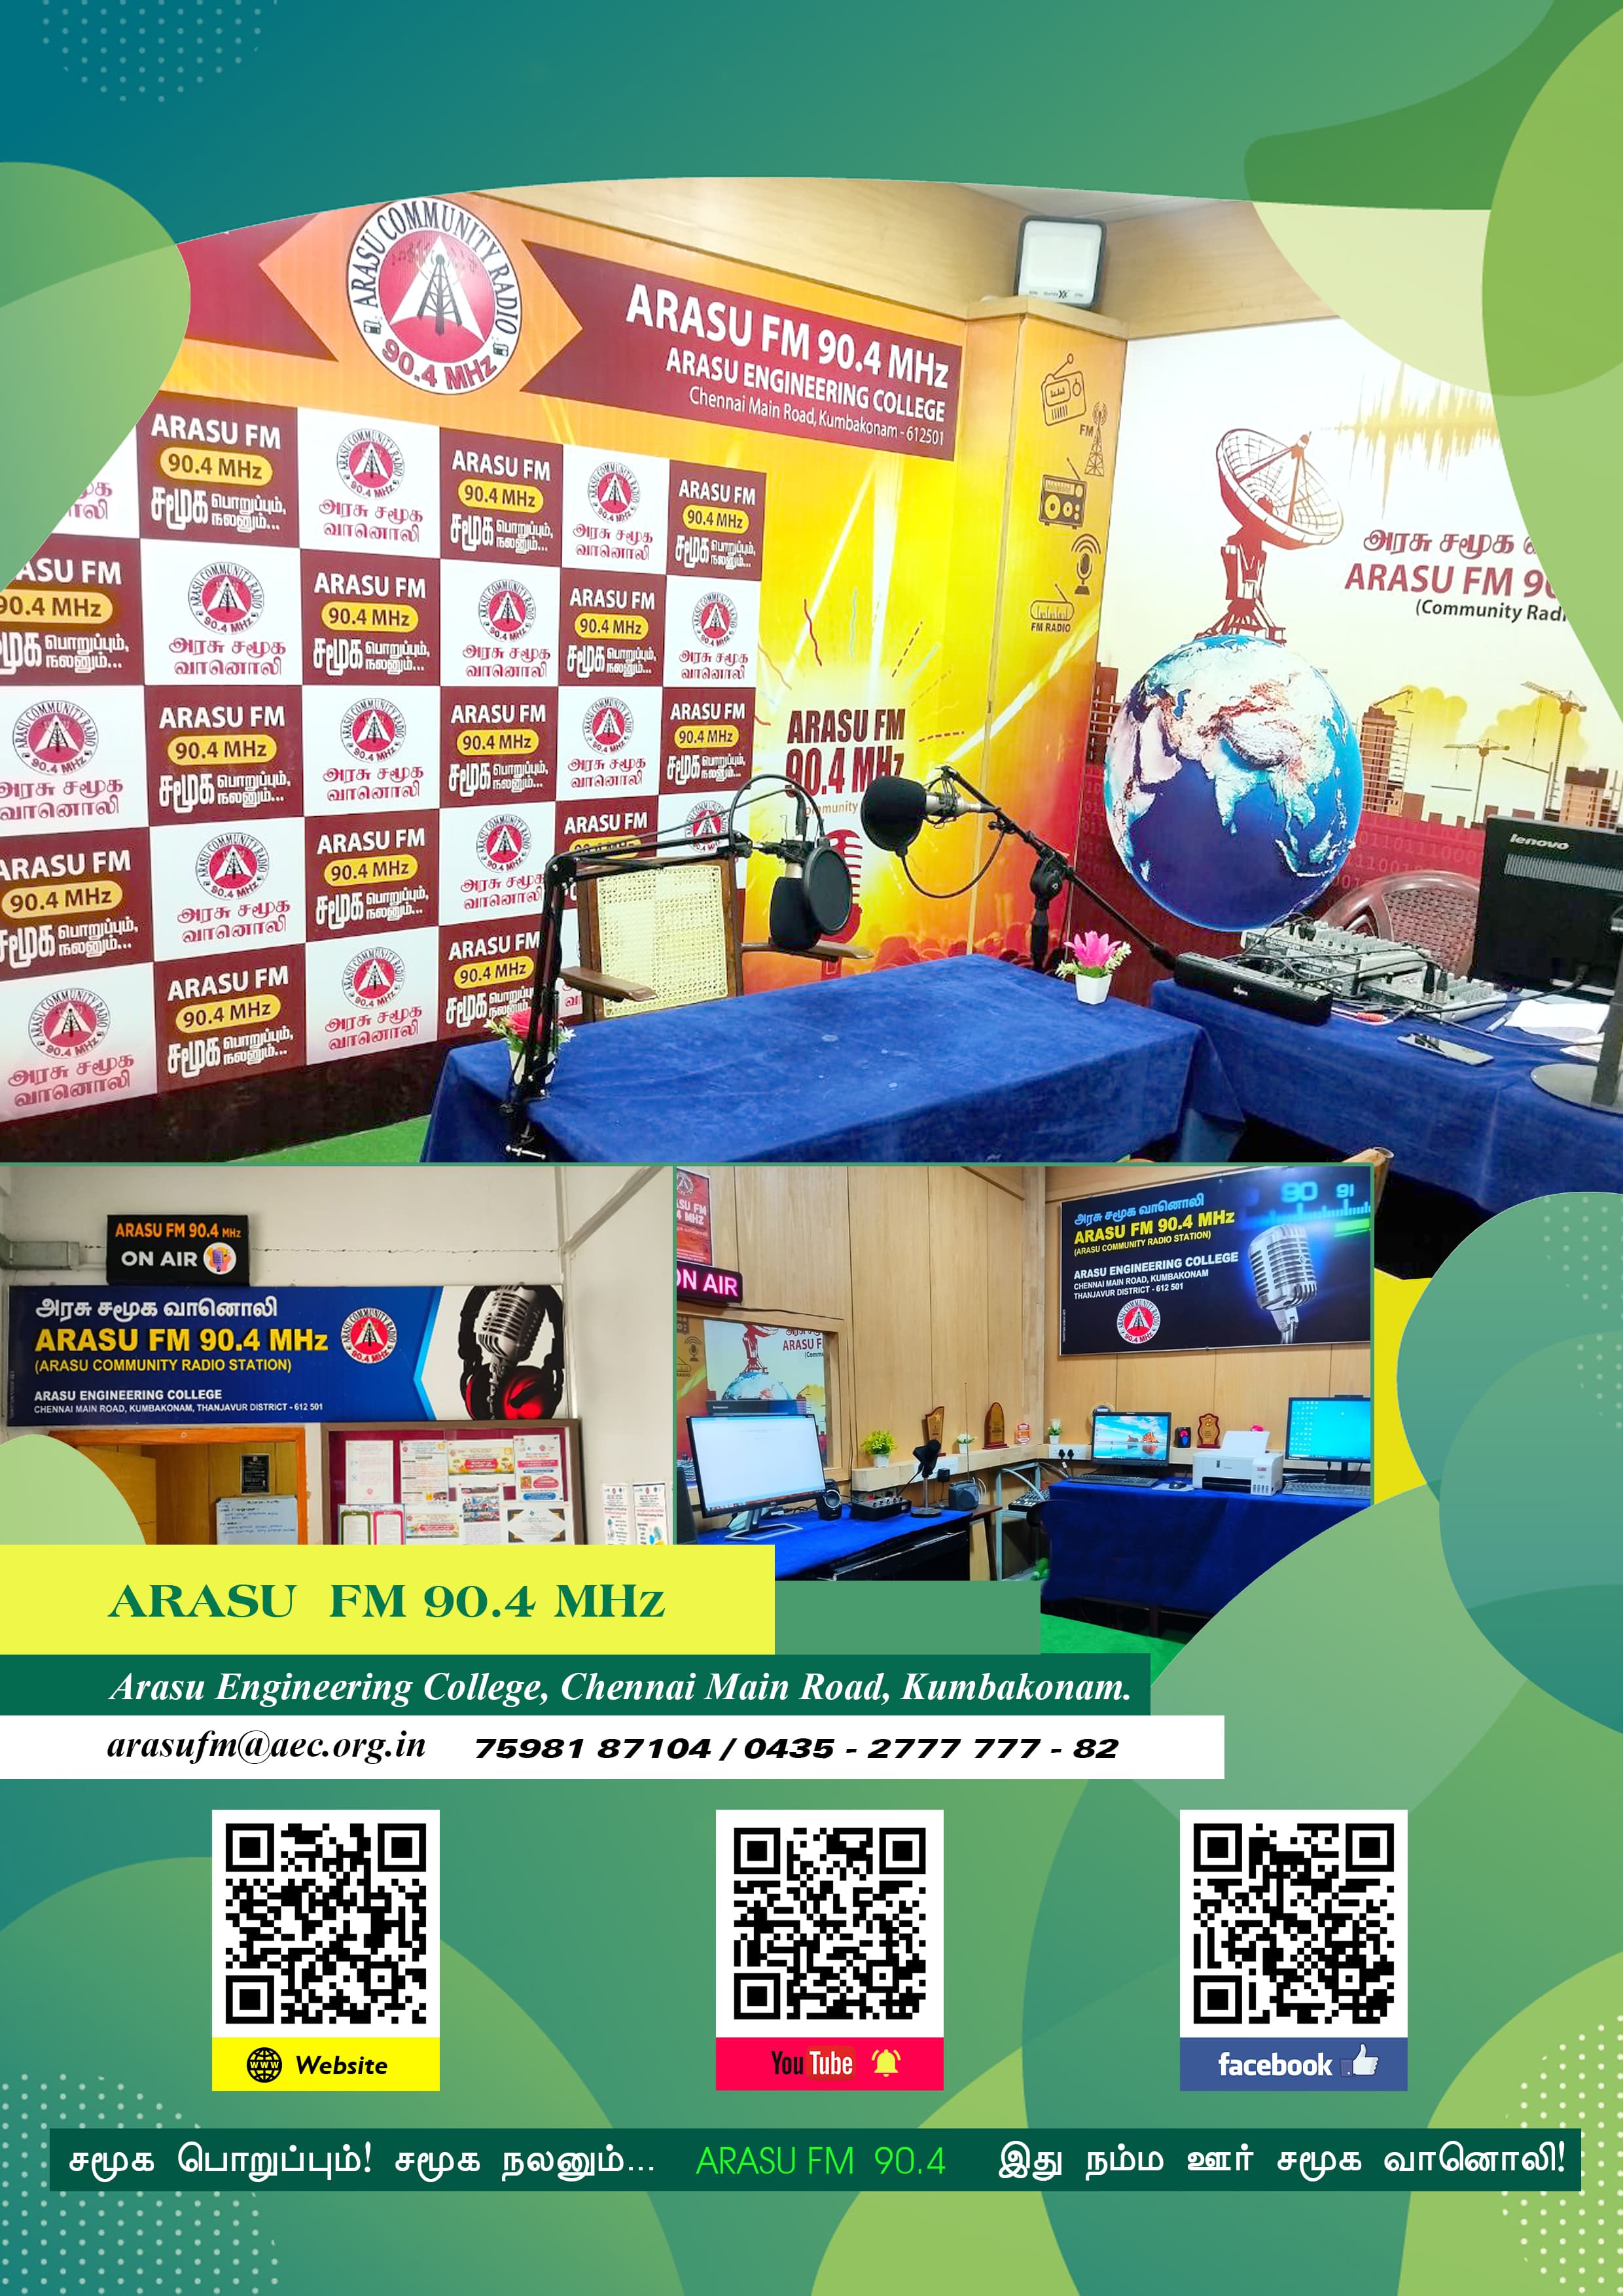 ARASU COMMUNITY RADIO
90.4 MHz
ARASU FM 90.4 MHz
ARASU ENGINEERING COLLEGE
Chennai Main Road, Kumbakonam - 612501
ARASU FM
90.4 MHz
சமூக பொறுப்பும்,
நலனும்...
அரசு சமூக
வானொலி
FM
FM RADIO
ARASU FM
90.4 MHz
அரசு சமூக
ARASU FM
(Community
lenovo
ARASU FM 90.4 MHz
ON AIR
அரசு சமூக வானொலி
ARASU FM 90.4 MHz
(ARASU COMMUNITY RADIO STATION)
ARASU ENGINEERING COLLEGE
CHENNAI MAIN ROAD, KUMBAKONAM, THANJAVUR DISTRICT - 612 501
ON AIR
90 91
அரசு சமூக வானொலி
ARASU FM 90.4 MHz
(ARASU COMMUNITY RADIO STATION)
ARASU ENGINEERING COLLEGE
CHENNAI MAIN ROAD, KUMBAKONAM
THANJAVUR DISTRICT - 612 501
ARASU FM 90.4 MHz
Arasu Engineering College, Chennai Main Road, Kumbakonam.
arasufm@aec.org.in 75981 87104 / 0435 - 2777 777 - 82
www Website
YouTube
facebook
சமூக பொறுப்பும்! சமூக நலனும்... ARASU FM 90.4 இது நம்ம ஊர் சமூக வானொலி!